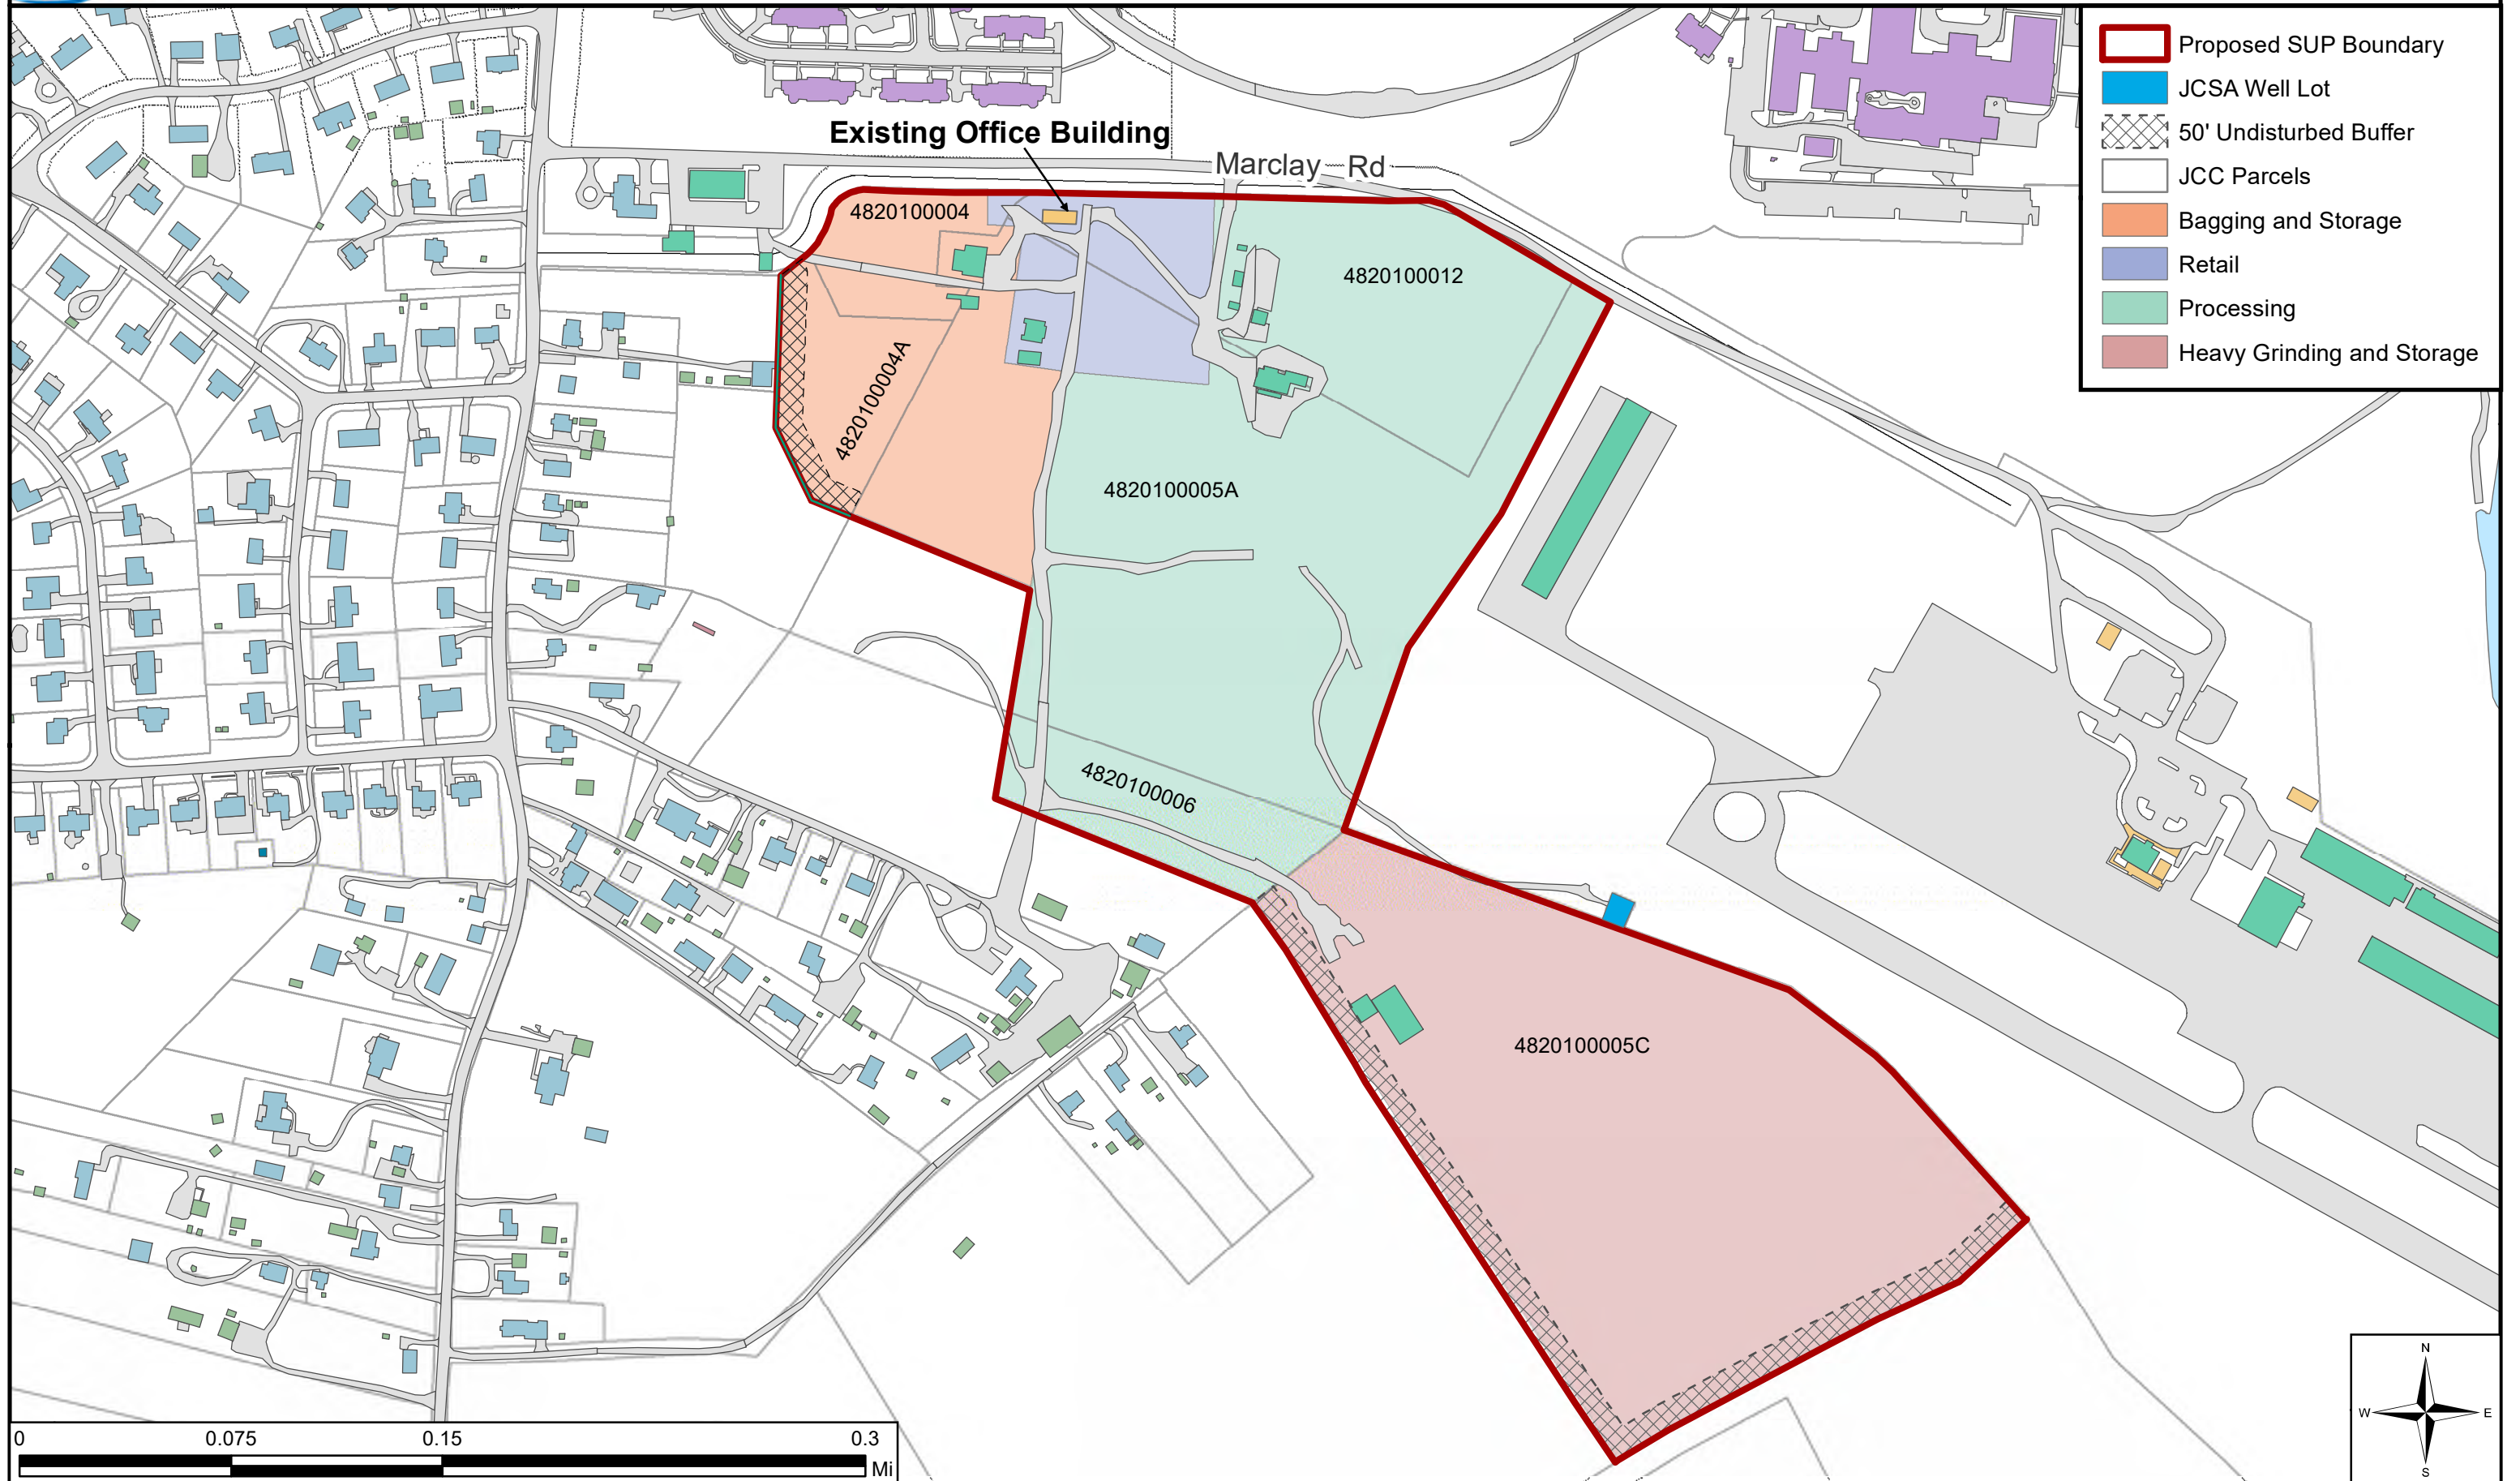 Proposed SUP Boundary
JCSA Well Lot
50' Undisturbed Buffer
JCC Parcels
Bagging and Storage
Retail
Processing
Heavy Grinding and Storage
Existing Office Building
Marclay Rd
4820100004
4820100012
4820100004A
4820100005A
4820100006
4820100005C
0 0.075 0.15 0.3
Mi
N
W E
S